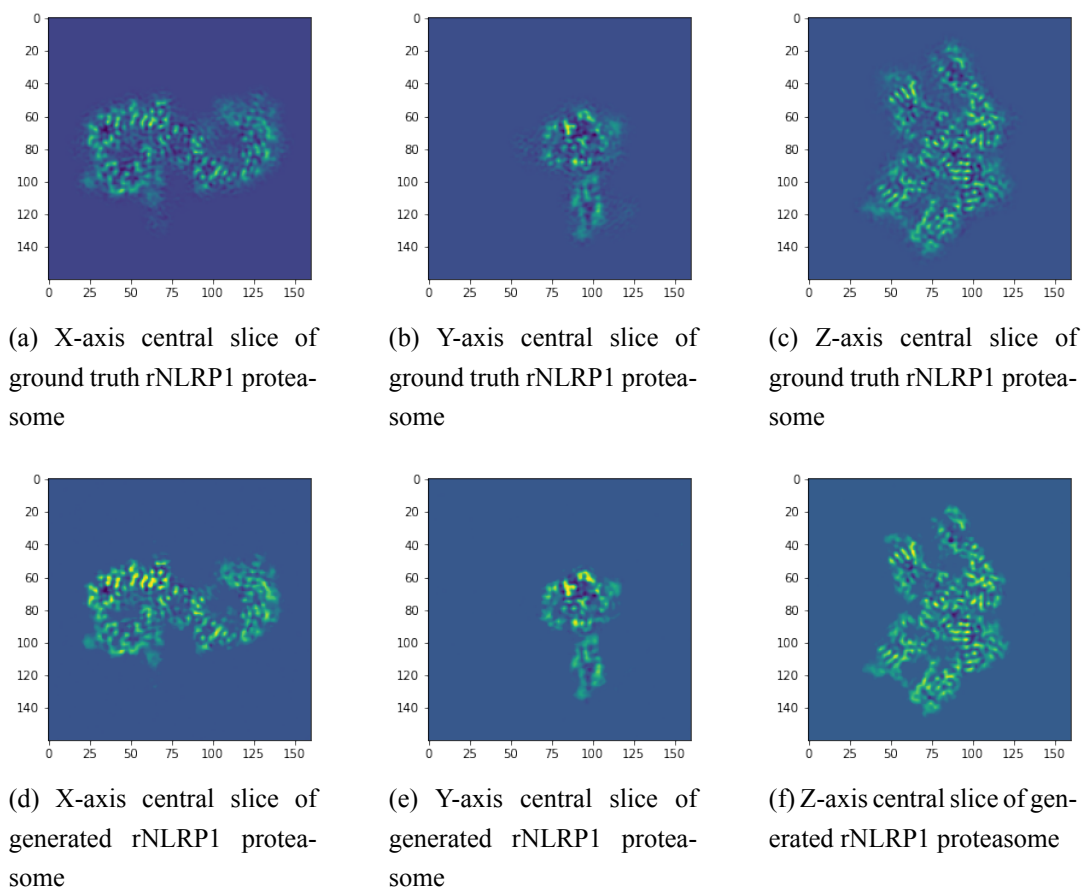 0
20
40
60
80
100
120
140
0 25 50 75 100 125 150
0
20
40
60
80
100
120
140
0 25 50 75 100 125 150
0
20
40
60
80
100
120
140
0 25 50 75 100 125 150
(a) X-axis central slice of
ground truth rNLRP1 protea-
some
(b) Y-axis central slice of
ground truth rNLRP1 protea-
some
(c) Z-axis central slice of
ground truth rNLRP1 protea-
some
0
20
40
60
80
100
120
140
0 25 50 75 100 125 150
0
20
40
60
80
100
120
140
0 25 50 75 100 125 150
0
20
40
60
80
100
120
140
0 25 50 75 100 125 150
(d) X-axis central slice of
generated rNLRP1 protea-
some
(e) Y-axis central slice of
generated rNLRP1 protea-
some
(f) Z-axis central slice of gen-
erated rNLRP1 proteasome